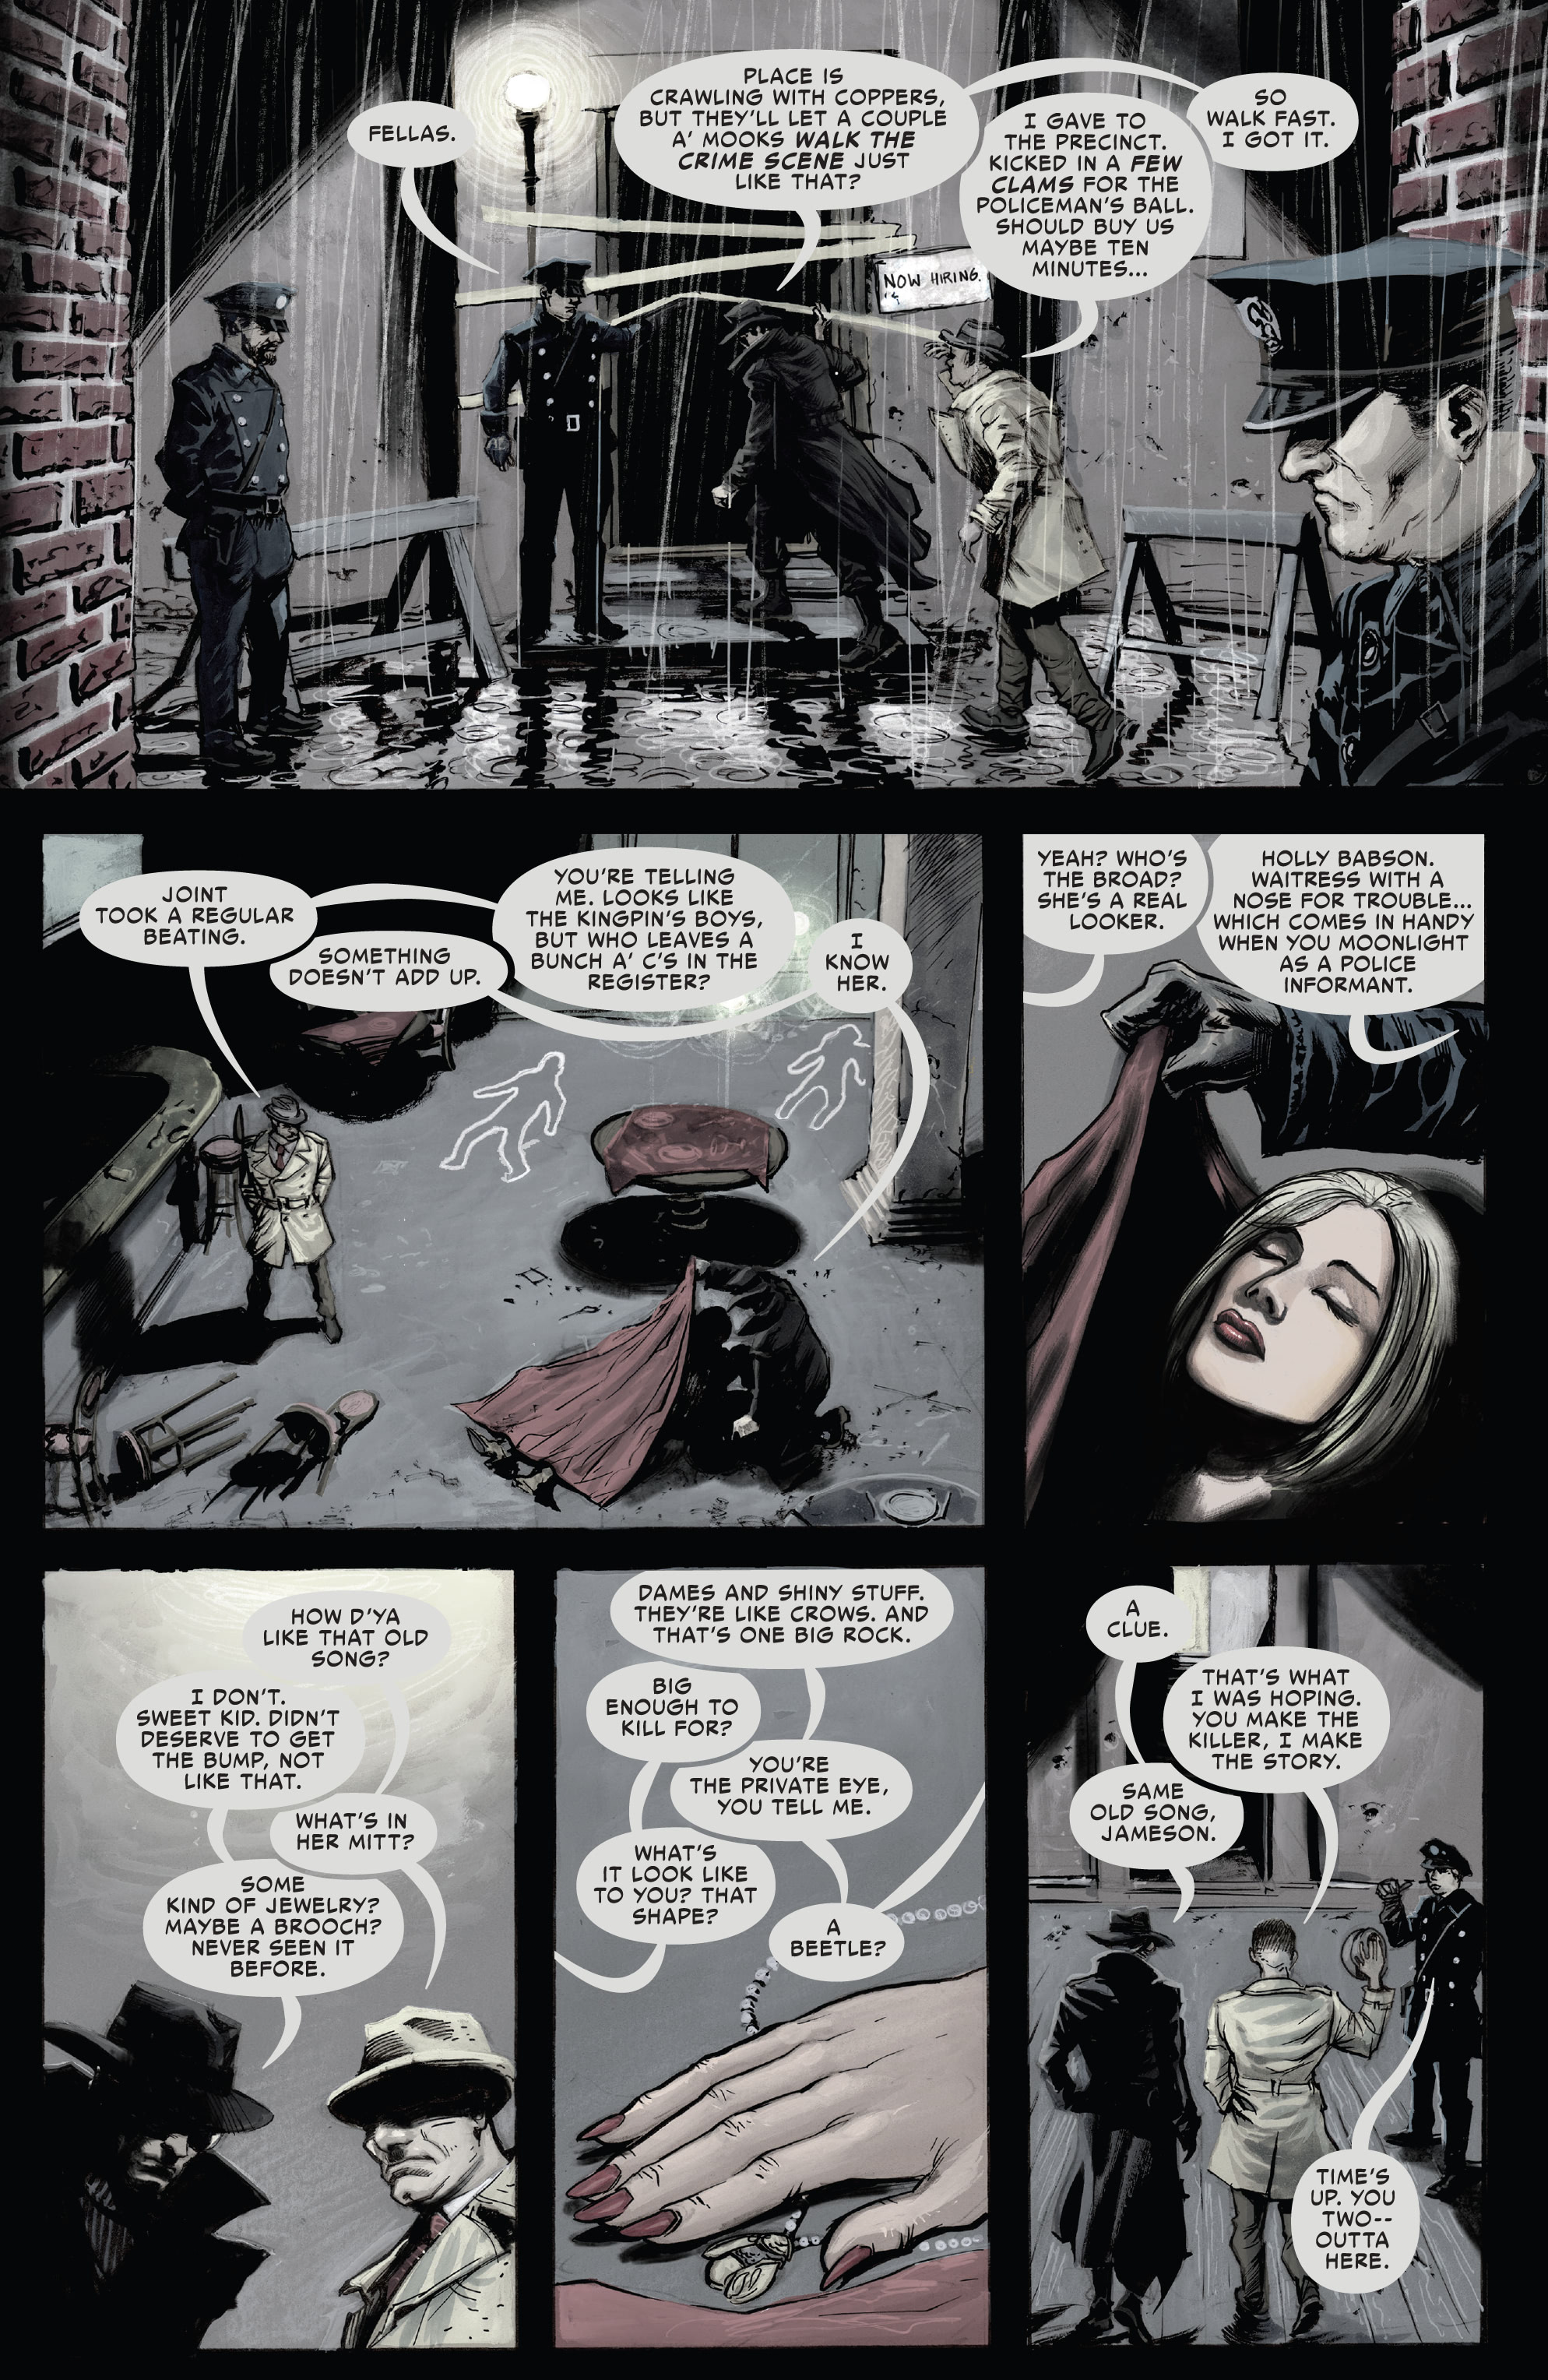 FELLAS.
PLACE IS
CRAWLING WITH COPPERS,
BUT THEY'LL LET A COUPLE
A' MOOKS WALK THE
CRIME SCENE JUST
LIKE THAT?
I GAVE TO
THE PRECINCT.
KICKED IN A FEW
CLAMS FOR THE
POLICEMAN'S BALL.
SHOULD BUY US
MAYBE TEN
MINUTES...
SO
WALK FAST.
I GOT IT.
NOW HIRING.
JOINT
TOOK A REGULAR
BEATING.
SOMETHING
DOESN'T ADD UP.
YOU'RE TELLING
ME. LOOKS LIKE
THE KINGPIN'S BOYS,
BUT WHO LEAVES A
BUNCH A' C'S IN THE
REGISTER?
I
KNOW
HER.
YEAH? WHO'S
THE BROAD?
SHE'S A REAL
LOOKER.
HOLLY BABSON.
WAITRESS WITH A
NOSE FOR TROUBLE...
WHICH COMES IN HANDY
WHEN YOU MOONLIGHT
AS A POLICE
INFORMANT.
HOW D'YA
LIKE THAT OLD
SONG?
I DON'T.
SWEET KID. DIDN'T
DESERVE TO GET
THE BUMP, NOT
LIKE THAT.
WHAT'S IN
HER MITT?
SOME
KIND OF JEWELRY?
MAYBE A BROOCH?
NEVER SEEN IT
BEFORE.
DAMES AND SHINY STUFF.
THEY'RE LIKE CROWS. AND
THAT'S ONE BIG ROCK.
BIG
ENOUGH TO
KILL FOR?
YOU'RE
THE PRIVATE EYE,
YOU TELL ME.
WHAT'S
IT LOOK LIKE
TO YOU? THAT
SHAPE?
A
BEETLE?
A
CLUE.
THAT'S WHAT
I WAS HOPING.
YOU MAKE THE
KILLER, I MAKE
THE STORY.
SAME
OLD SONG,
JAMESON.
TIME'S
UP. YOU
TWO--
OUTTA
HERE.